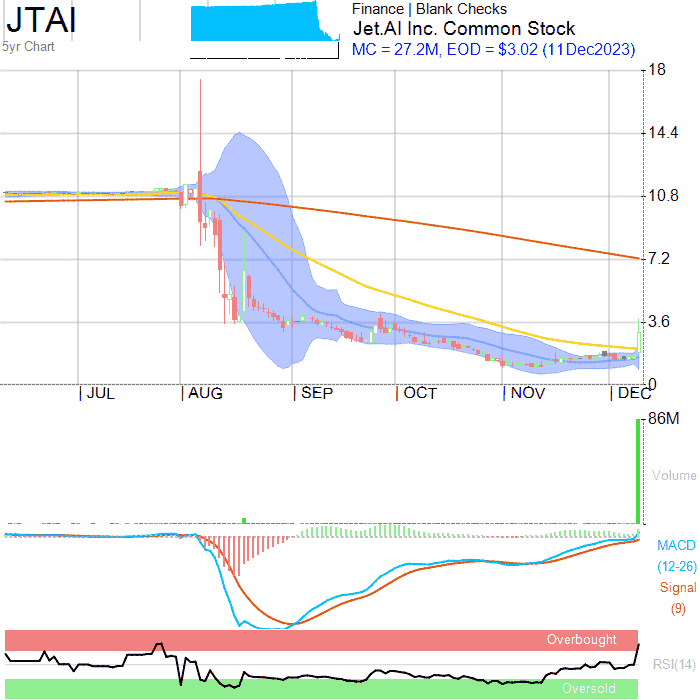 JTAI
5yr Chart
Finance | Blank Checks
Jet.AI Inc. Common Stock
MC = 27.2M, EOD = $3.02 (11Dec2023)
18
14.4
10.8
7.2
3.6
0
JUL AUG SEP OCT NOV DEC
86M
Volume
MACD
(12-26)
Signal
(9)
Overbought
RSI(14)
Oversold